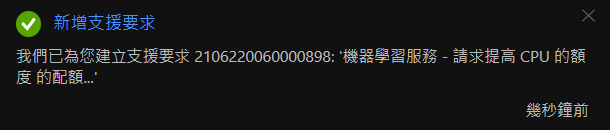 新增支援要求
我們已為您建立支援要求 2106220060000898: '機器學習服務 - 請求提高 CPU 的額
度 的配額...'
幾秒鐘前